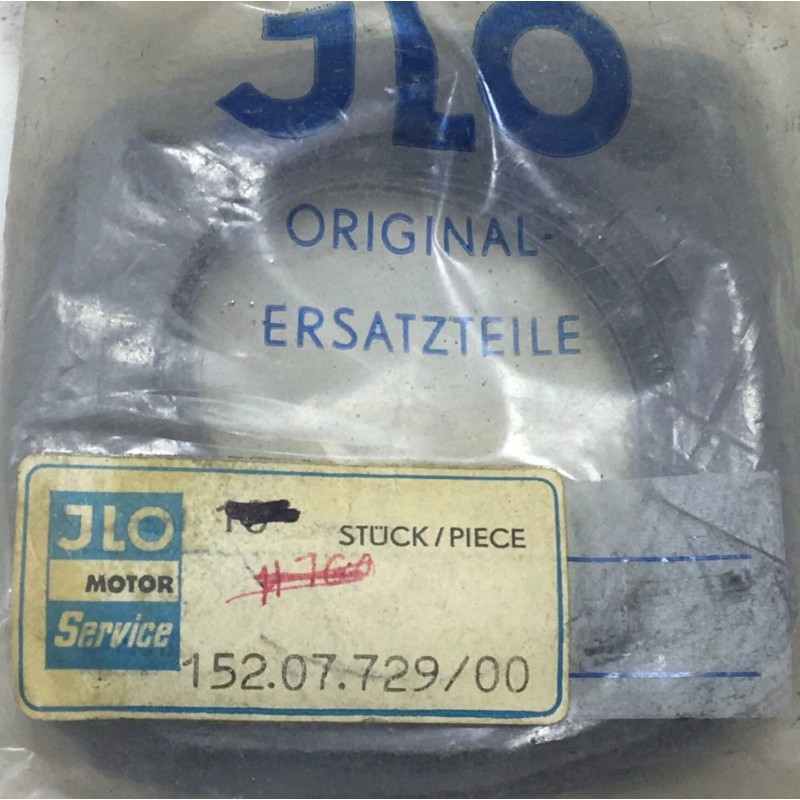 JLO
ORIGINAL-
ERSATZTEILE
JLO
STÜCK/PIECE
MOTOR
Service
152.07.729/00